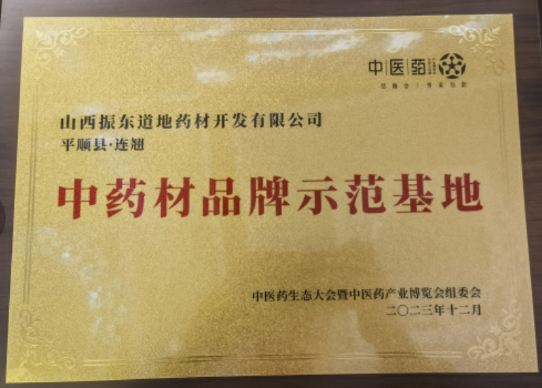 中医药
山西振东道地药材开发有限公司
平顺县·连翘
中药材品牌示范基地
中医药生态大会暨中医药产业博览会组委会
二〇二三年十二月